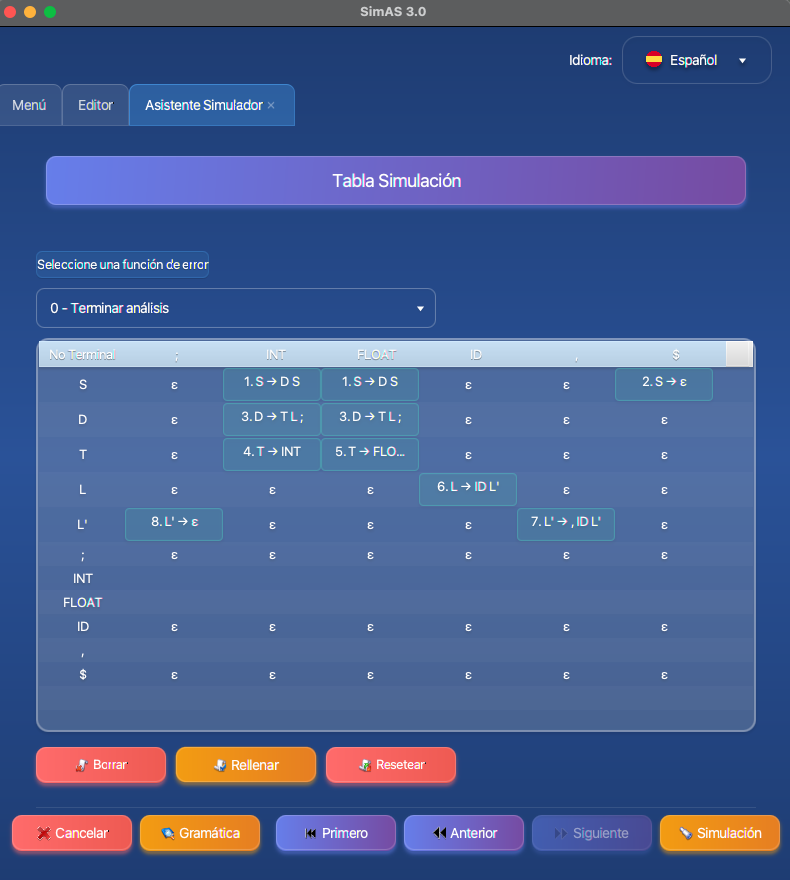 SimAS 3.0
Idioma: Español
Menú Editor Asistente Simulador ×
Tabla Simulación
Seleccione una función de error
0 - Terminar análisis
No Terminal ; INT FLOAT ID , $
S ε 1. S → D S 1. S → D S ε ε 2. S → ε
D ε 3. D → T L ; 3. D → T L ; ε ε ε
T ε 4. T → INT 5. T → FLO... ε ε ε
L ε ε ε 6. L → ID L' ε ε
L' 8. L' → ε ε ε ε 7. L' → , ID L' ε
; ε ε ε ε ε ε
INT
FLOAT
ID ε ε ε ε ε ε
,
$ ε ε ε ε ε ε
Borrar Rellenar Resetear
Cancelar Gramática Primero Anterior Siguiente Simulación